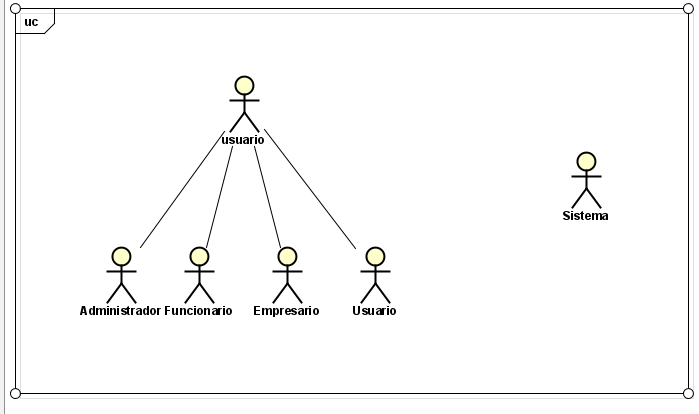 uc
usuario
Sistema
Administrador Funcionario Empresario Usuario